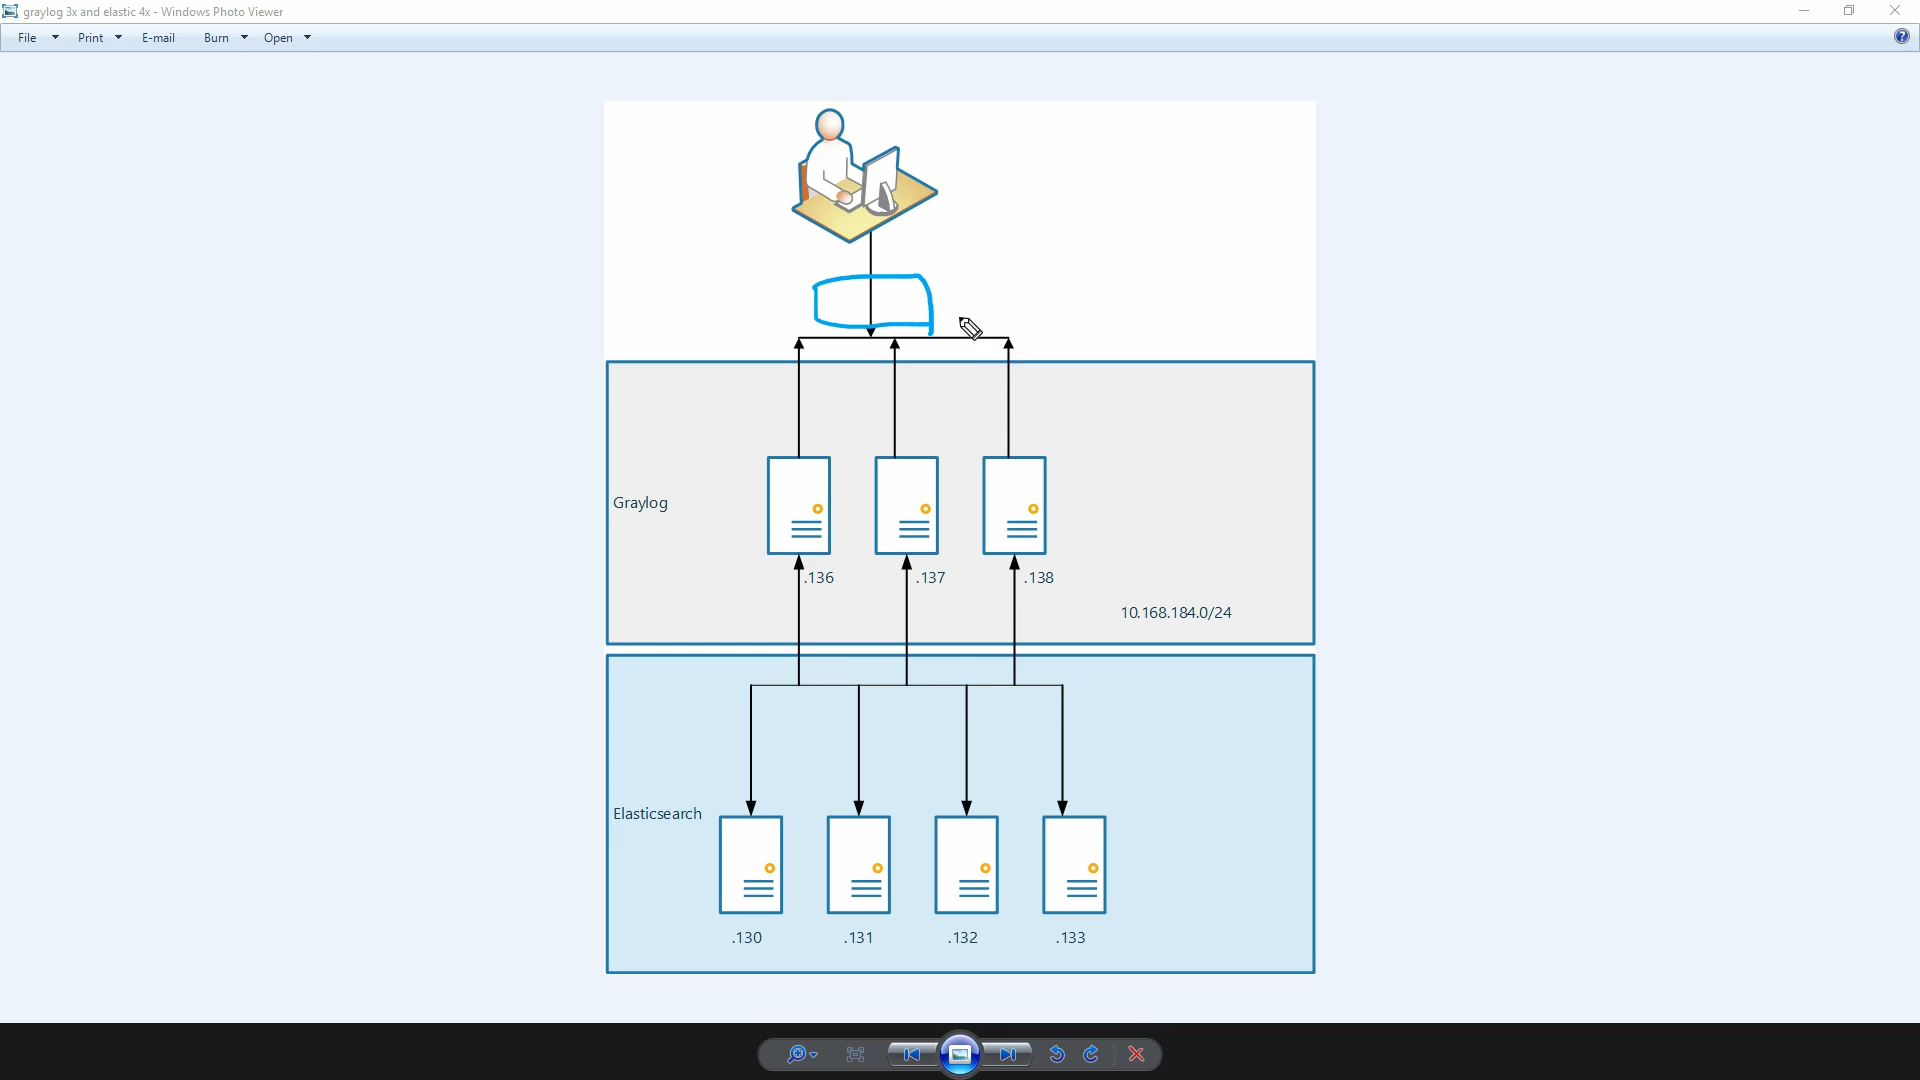 graylog 3x and elastic 4x - Windows Photo Viewer
File Print E-mail Burn Open
Graylog
.136 .137 .138
10.168.184.0/24
Elasticsearch
.130 .131 .132 .133